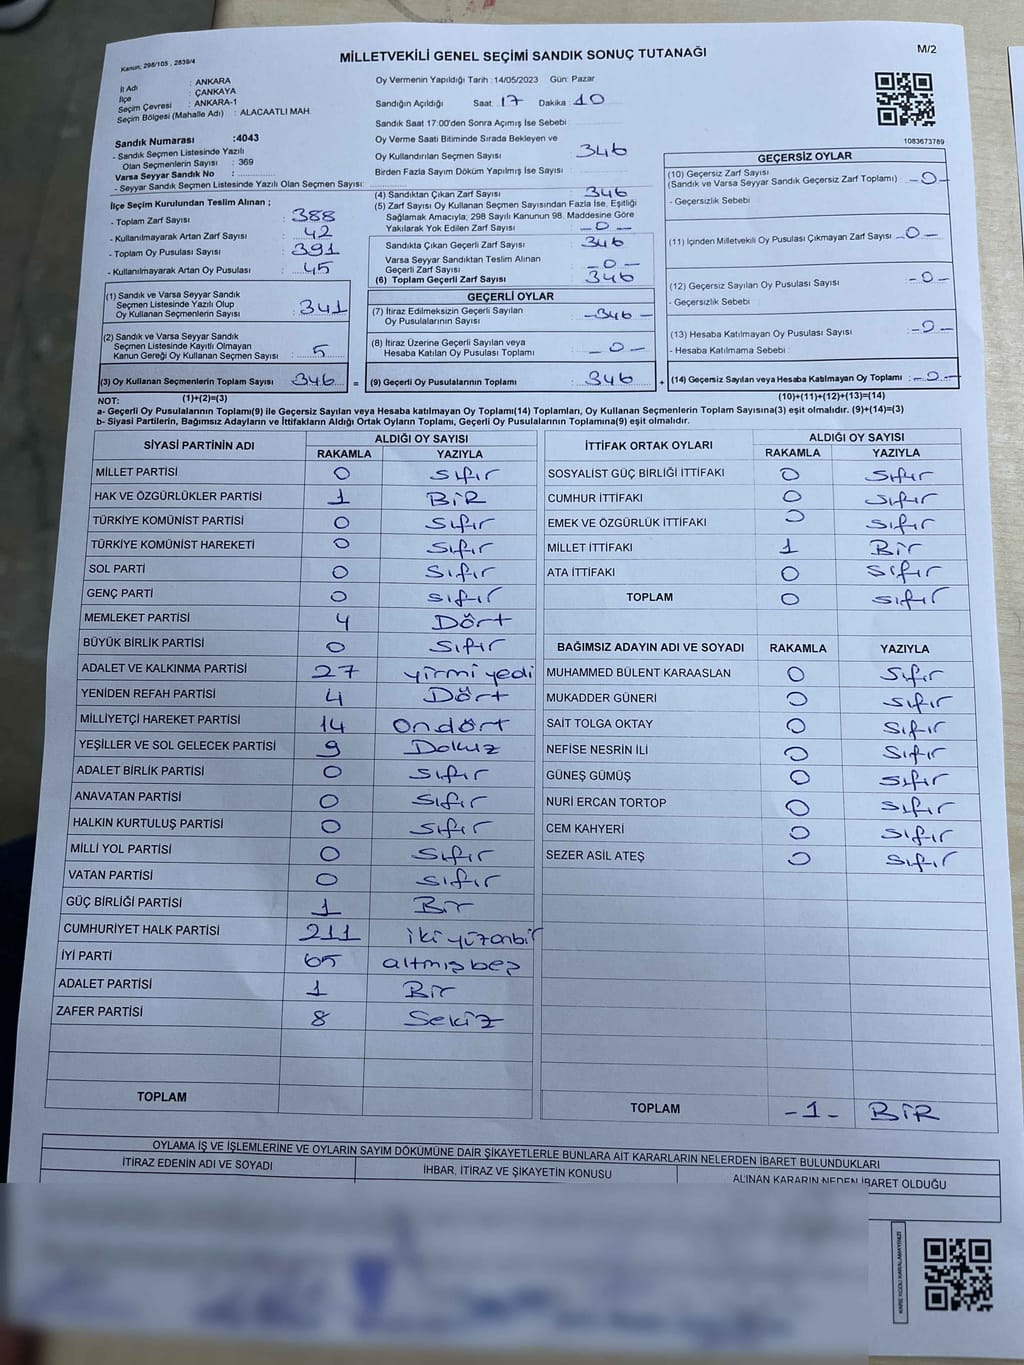 M/2
Kanun; 298/105 , 2839/4
MİLLETVEKİLİ GENEL SEÇİMİ SANDIK SONUÇ TUTANAĞI
İl Adı : ANKARA
İlçe : ÇANKAYA
Seçim Çevresi : ANKARA-1
Seçim Bölgesi (Mahalle Adı) : ALACAATLI MAH.
Sandık Numarası :4043
- Sandık Seçmen Listesinde Yazılı
Olan Seçmenlerin Sayısı : 369
Varsa Seyyar Sandık No :
- Seyyar Sandık Seçmen Listesinde Yazılı Olan Seçmen Sayısı:
İlçe Seçim Kurulundan Teslim Alınan ;
- Toplam Zarf Sayısı : 388
- Kullanılmayarak Artan Zarf Sayısı : 42
- Toplam Oy Pusulası Sayısı : 391
- Kullanılmayarak Artan Oy Pusulası : 45
(1) Sandık ve Varsa Seyyar Sandık
Seçmen Listesinde Yazılı Olup
Oy Kullanan Seçmenlerin Sayısı : 341
(2) Sandık ve Varsa Seyyar Sandık
Seçmen Listesinde Kayıtlı Olmayan
Kanun Gereği Oy Kullanan Seçmen Sayısı : 5
(3) Oy Kullanan Seçmenlerin Toplam Sayısı 346
Oy Vermenin Yapıldığı Tarih :14/05/2023 Gün: Pazar
Sandığın Açıldığı Saat: 17 Dakika: 10
Sandık Saat 17:00'den Sonra Açımış İse Sebebi :
Oy Verme Saati Bitiminde Sırada Bekleyen ve
Oy Kullandırılan Seçmen Sayısı : 346
Birden Fazla Sayım Döküm Yapılmış İse Sayısı :
(4) Sandıktan Çıkan Zarf Sayısı : 346
(5) Zarf Sayısı Oy Kullanan Seçmen Sayısından Fazla İse, Eşitliği
Sağlamak Amacıyla; 298 Sayılı Kanunun 98. Maddesine Göre
Yakılarak Yok Edilen Zarf Sayısı : -0-
Sandıkta Çıkan Geçerli Zarf Sayısı : 346
Varsa Seyyar Sandıktan Teslim Alınan
Geçerli Zarf Sayısı : -0-
(6) Toplam Geçerli Zarf Sayısı : 346
GEÇERLİ OYLAR
(7) İtiraz Edilmeksizin Geçerli Sayılan
Oy Pusulalarının Sayısı : -346-
(8) İtiraz Üzerine Geçerli Sayılan veya
Hesaba Katılan Oy Pusulası Toplamı : -0-
= (9) Geçerli Oy Pusulalarının Toplamı : 346
1083673789
GEÇERSİZ OYLAR
(10) Geçersiz Zarf Sayısı
(Sandık ve Varsa Seyyar Sandık Geçersiz Zarf Toplamı) : -0-
- Geçersizlik Sebebi
(11) İçinden Milletvekili Oy Pusulası Çıkmayan Zarf Sayısı : -0-
(12) Geçersiz Sayılan Oy Pusulası Sayısı : -0-
- Geçersizlik Sebebi :
(13) Hesaba Katılmayan Oy Pusulası Sayısı : -0-
- Hesaba Katılmama Sebebi :
+ (14) Geçersiz Sayılan veya Hesaba Katılmayan Oy Toplamı : -0-
NOT: (1)+(2)=(3) (10)+(11)+(12)+(13)=(14)
a- Geçerli Oy Pusulalarının Toplamı(9) ile Geçersiz Sayılan veya Hesaba katılmayan Oy Toplamı(14) Toplamları, Oy Kullanan Seçmenlerin Toplam Sayısına(3) eşit olmalıdır. (9)+(14)=(3)
b- Siyasi Partilerin, Bağımsız Adayların ve İttifakların Aldığı Ortak Oyların Toplamı, Geçerli Oy Pusulalarının Toplamına(9) eşit olmalıdır.
SİYASİ PARTİNİN ADI ALDIĞI OY SAYISI
RAKAMLA YAZIYLA
MİLLET PARTİSİ 0 Sıfır
HAK VE ÖZGÜRLÜKLER PARTİSİ 1 BİR
TÜRKİYE KOMÜNİST PARTİSİ 0 Sıfır
TÜRKİYE KOMÜNİST HAREKETİ 0 Sıfır
SOL PARTİ 0 Sıfır
GENÇ PARTİ 0 Sıfır
MEMLEKET PARTİSİ 4 Dört
BÜYÜK BİRLİK PARTİSİ 0 Sıfır
ADALET VE KALKINMA PARTİSİ 27 yirmi yedi
YENİDEN REFAH PARTİSİ 4 Dört
MİLLİYETÇİ HAREKET PARTİSİ 14 Ondört
YEŞİLLER VE SOL GELECEK PARTİSİ 9 Dokuz
ADALET BİRLİK PARTİSİ 0 Sıfır
ANAVATAN PARTİSİ 0 Sıfır
HALKIN KURTULUŞ PARTİSİ 0 Sıfır
MİLLİ YOL PARTİSİ 0 Sıfır
VATAN PARTİSİ 0 Sıfır
GÜÇ BİRLİĞİ PARTİSİ 1 Bir
CUMHURİYET HALK PARTİSİ 211 ikiyüzonbir
İYİ PARTİ 65 altmışbeş
ADALET PARTİSİ 1 Bir
ZAFER PARTİSİ 8 Sekiz
TOPLAM
İTTİFAK ORTAK OYLARI ALDIĞI OY SAYISI
RAKAMLA YAZIYLA
SOSYALİST GÜÇ BİRLİĞİ İTTİFAKI 0 Sıfır
CUMHUR İTTİFAKI 0 Sıfır
EMEK VE ÖZGÜRLÜK İTTİFAKI 0 Sıfır
MİLLET İTTİFAKI 1 Bir
ATA İTTİFAKI 0 Sıfır
TOPLAM 0 Sıfır
BAĞIMSIZ ADAYIN ADI VE SOYADI RAKAMLA YAZIYLA
MUHAMMED BÜLENT KARAASLAN 0 Sıfır
MUKADDER GÜNERİ 0 Sıfır
SAİT TOLGA OKTAY 0 Sıfır
NEFİSE NESRİN İLİ 0 Sıfır
GÜNEŞ GÜMÜŞ 0 Sıfır
NURİ ERCAN TORTOP 0 Sıfır
CEM KAHYERİ 0 Sıfır
SEZER ASİL ATEŞ 0 Sıfır
TOPLAM -1- BİR
OYLAMA İŞ VE İŞLEMLERİNE VE OYLARIN SAYIM DÖKÜMÜNE DAİR ŞİKAYETLERLE BUNLARA AİT KARARLARIN NELERDEN İBARET BULUNDUKLARI
İTİRAZ EDENİN ADI VE SOYADI İHBAR, İTİRAZ VE ŞİKAYETİN KONUSU ALINAN KARARIN NEDEN İBARET OLDUĞU